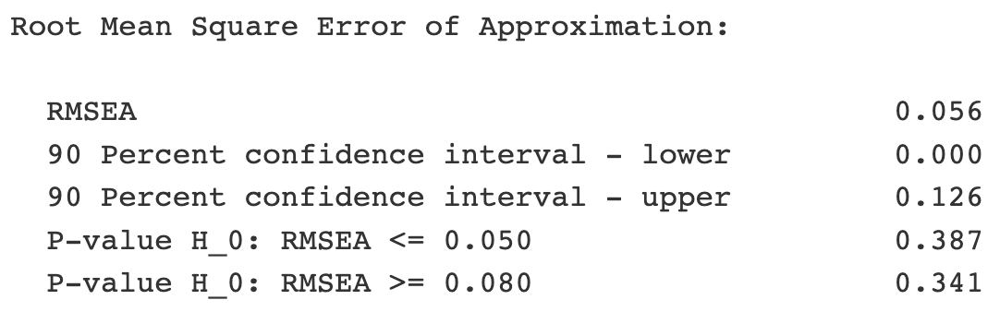 Root Mean Square Error of Approximation:
RMSEA 0.056
90 Percent confidence interval - lower 0.000
90 Percent confidence interval - upper 0.126
P-value H_0: RMSEA <= 0.050 0.387
P-value H_0: RMSEA >= 0.080 0.341